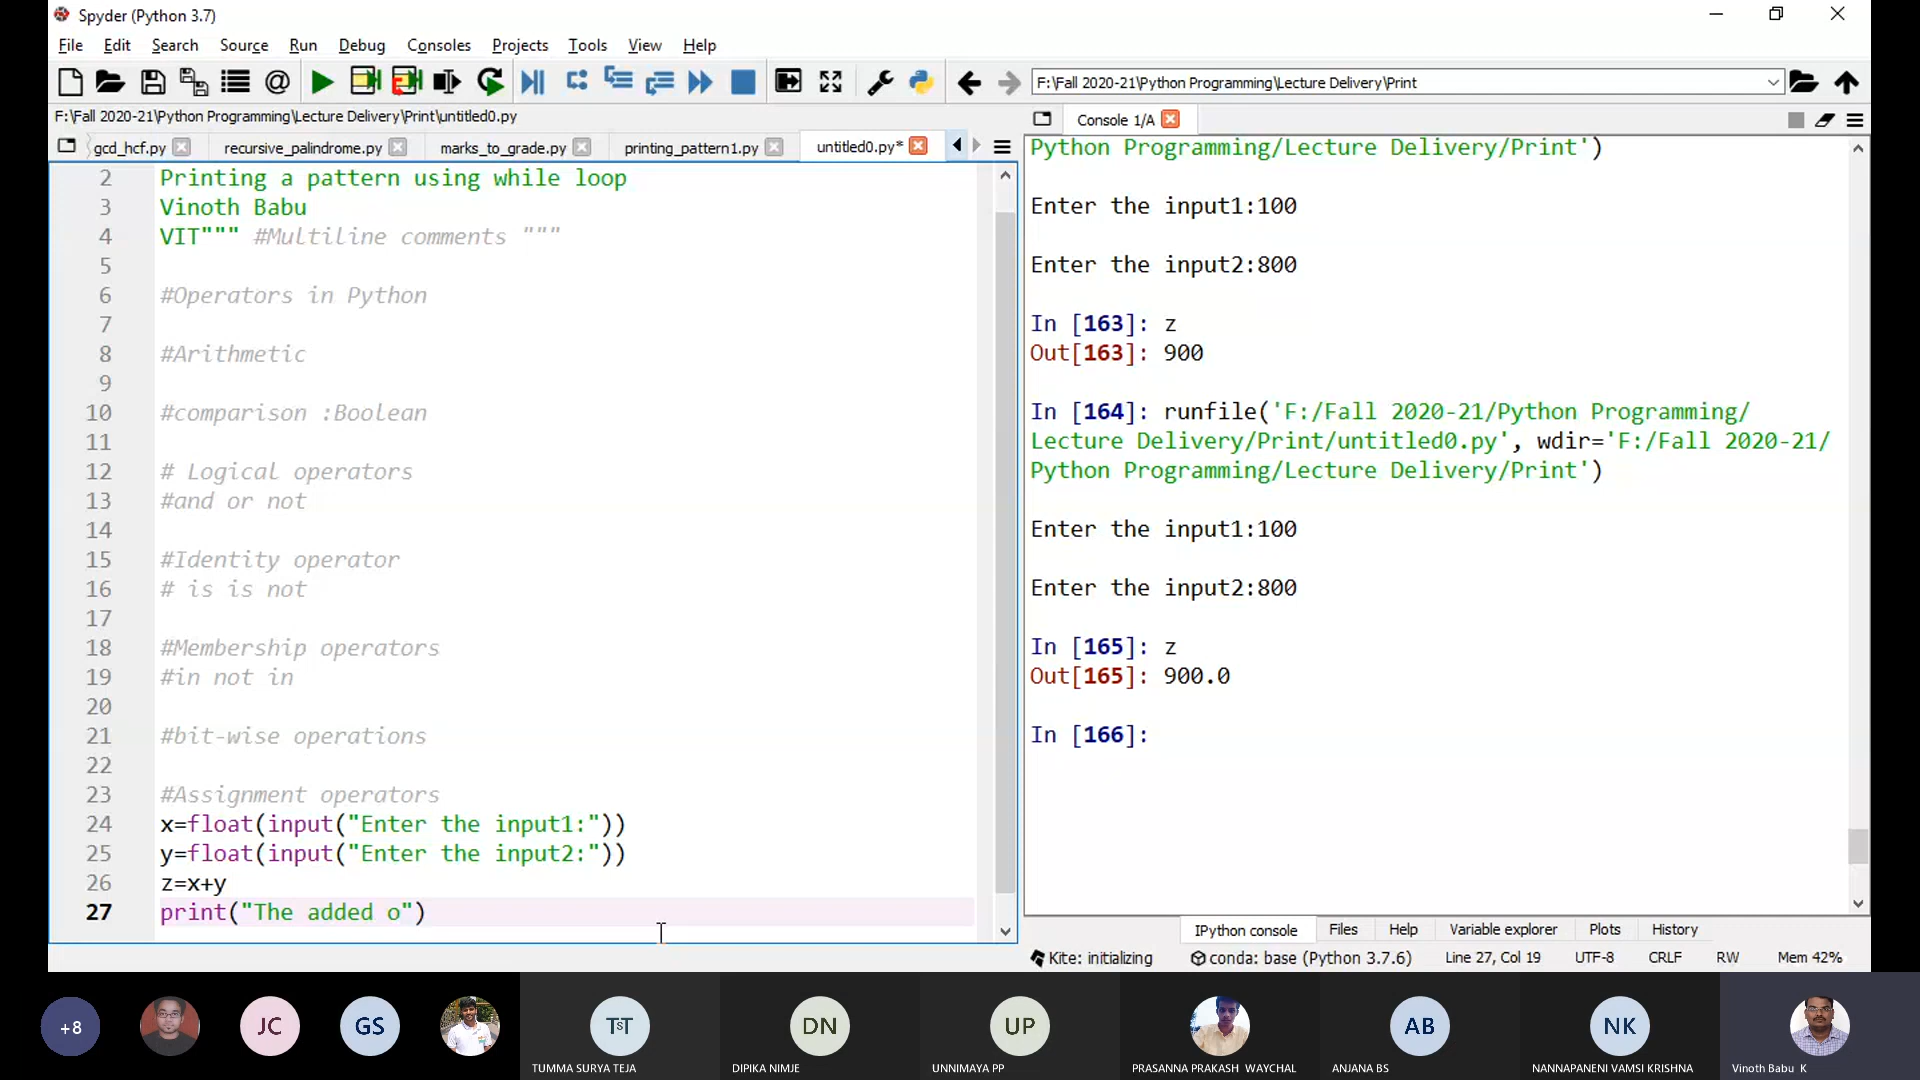 Spyder (Python 3.7)
File Edit Search Source Run Debug Consoles Projects Tools View Help
F:\Fall 2020-21\Python Programming\Lecture Delivery\Print
F:\Fall 2020-21\Python Programming\Lecture Delivery\Print\untitled0.py
gcd_hcf.py recursive_palindrome.py marks_to_grade.py printing_pattern1.py untitled0.py*
2 Printing a pattern using while loop
3 Vinoth Babu
4 VIT""" #Multiline comments """
5
6 #Operators in Python
7
8 #Arithmetic
9
10 #comparison :Boolean
11
12 # Logical operators
13 #and or not
14
15 #Identity operator
16 # is is not
17
18 #Membership operators
19 #in not in
20
21 #bit-wise operations
22
23 #Assignment operators
24 x=float(input("Enter the input1:"))
25 y=float(input("Enter the input2:"))
26 z=x+y
27 print("The added o")
Console 1/A
Python Programming/Lecture Delivery/Print')
Enter the input1:100
Enter the input2:800
In [163]: z
Out[163]: 900
In [164]: runfile('F:/Fall 2020-21/Python Programming/
Lecture Delivery/Print/untitled0.py', wdir='F:/Fall 2020-21/
Python Programming/Lecture Delivery/Print')
Enter the input1:100
Enter the input2:800
In [165]: z
Out[165]: 900.0
In [166]:
IPython console Files Help Variable explorer Plots History
Kite: initializing conda: base (Python 3.7.6) Line 27, Col 19 UTF-8 CRLF RW Mem 42%
+8 JC GS TST DN UP AB NK
TUMMA SURYA TEJA DIPIKA NIMJE UNNIMAYA PP PRASANNA PRAKASH WAYCHAL ANJANA BS NANNAPANENI VAMSI KRISHNA Vinoth Babu K